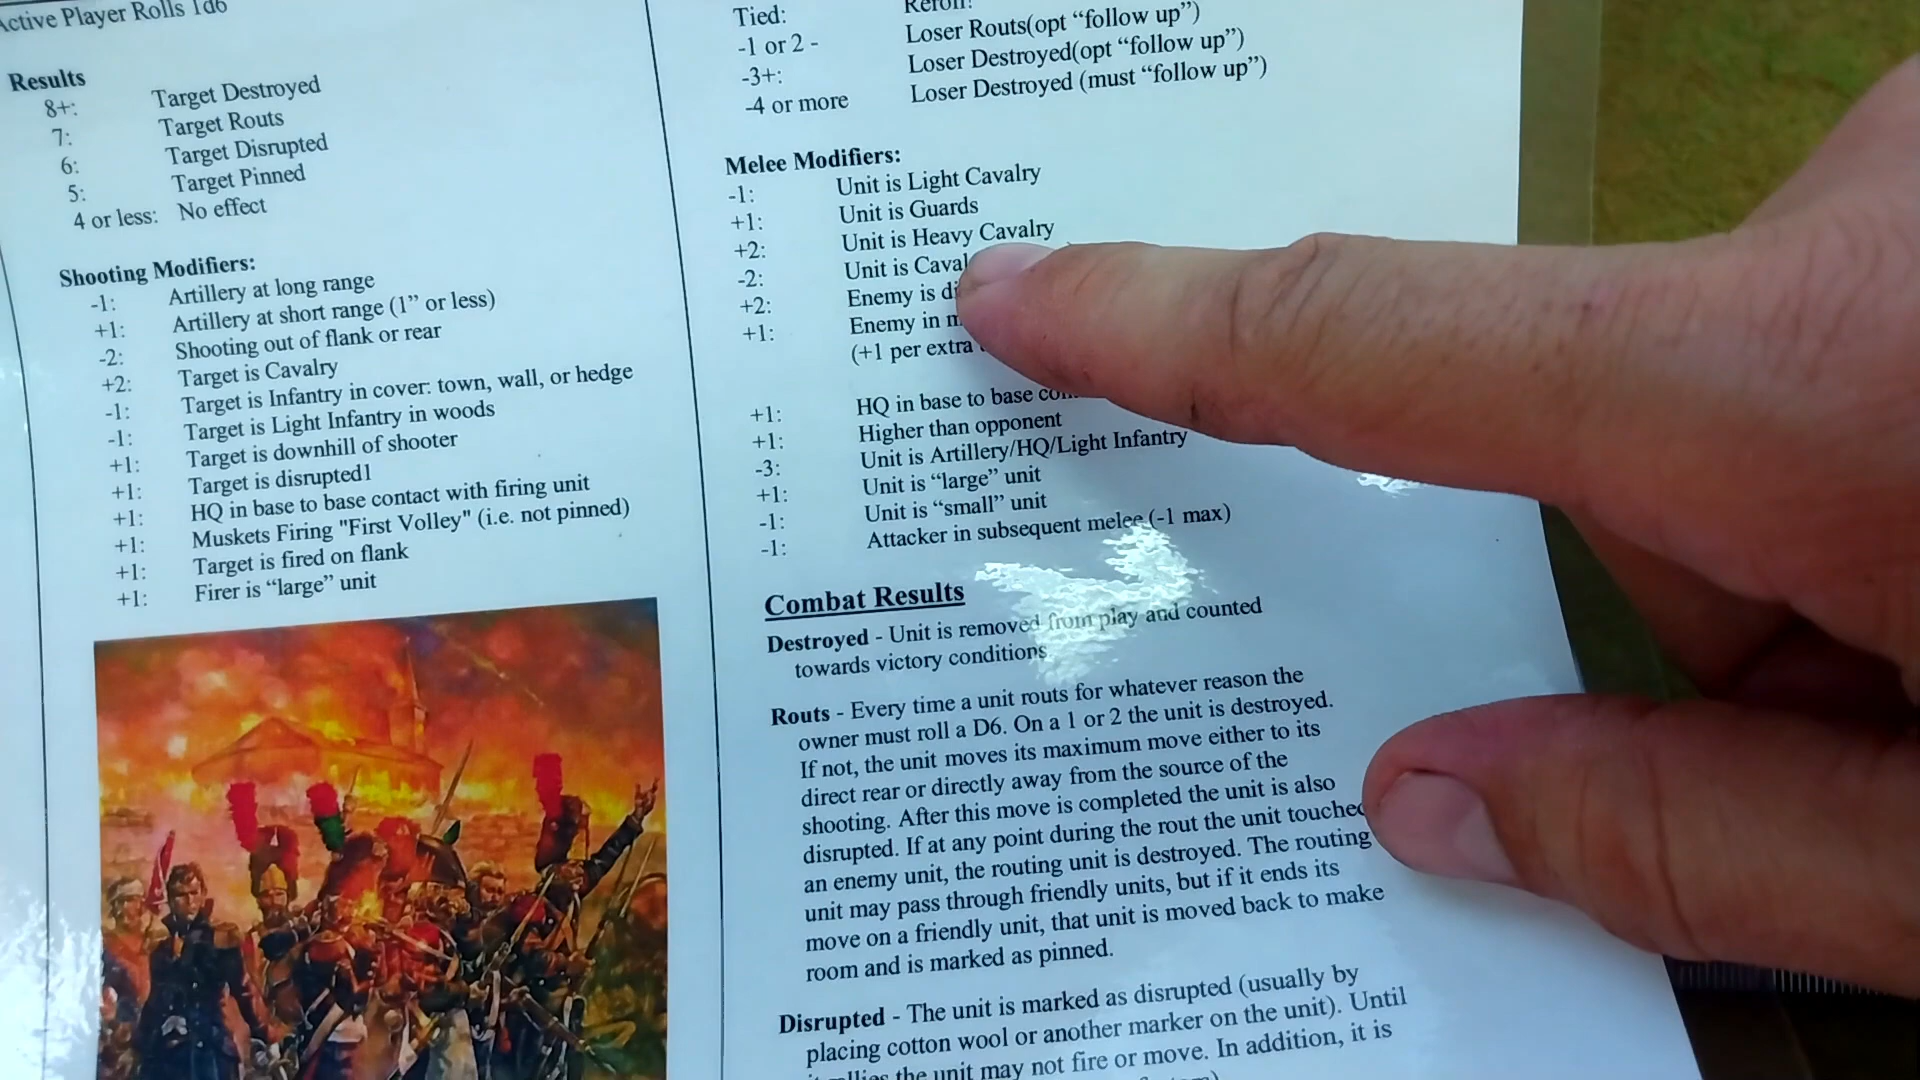 Active Player Rolls 1d6
Results
8+: Target Destroyed
7: Target Routs
6: Target Disrupted
5: Target Pinned
4 or less: No effect
Shooting Modifiers:
-1: Artillery at long range
+1: Artillery at short range (1” or less)
-2: Shooting out of flank or rear
+2: Target is Cavalry
-1: Target is Infantry in cover: town, wall, or hedge
-1: Target is Light Infantry in woods
+1: Target is downhill of shooter
+1: Target is disrupted1
+1: HQ in base to base contact with firing unit
+1: Muskets Firing "First Volley" (i.e. not pinned)
+1: Target is fired on flank
+1: Firer is “large” unit
Tied: Reroll!
-1 or 2 - Loser Routs(opt “follow up”)
-3+: Loser Destroyed(opt “follow up”)
-4 or more Loser Destroyed (must “follow up”)
Melee Modifiers:
-1: Unit is Light Cavalry
+1: Unit is Guards
+2: Unit is Heavy Cavalry
-2: Unit is
+2: Enemy is
+1: Enemy in
(+1 per extra
+1: HQ in base to base
+1: Higher than opponent
-3: Unit is Artillery/HQ/Light Infantry
+1: Unit is “large” unit
-1: Unit is “small” unit
-1: Attacker in subsequent melee (-1 max)
Combat Results
Destroyed - Unit is removed from play and counted
towards victory conditions
Routs - Every time a unit routs for whatever reason the
owner must roll a D6. On a 1 or 2 the unit is destroyed.
If not, the unit moves its maximum move either to its
direct rear or directly away from the source of the
shooting. After this move is completed the unit is also
disrupted. If at any point during the rout the unit touched
an enemy unit, the routing unit is destroyed. The routing
unit may pass through friendly units, but if it ends its
move on a friendly unit, that unit is moved back to make
room and is marked as pinned.
Disrupted - The unit is marked as disrupted (usually by
placing cotton wool or another marker on the unit). Until
the unit may not fire or move. In addition, it is